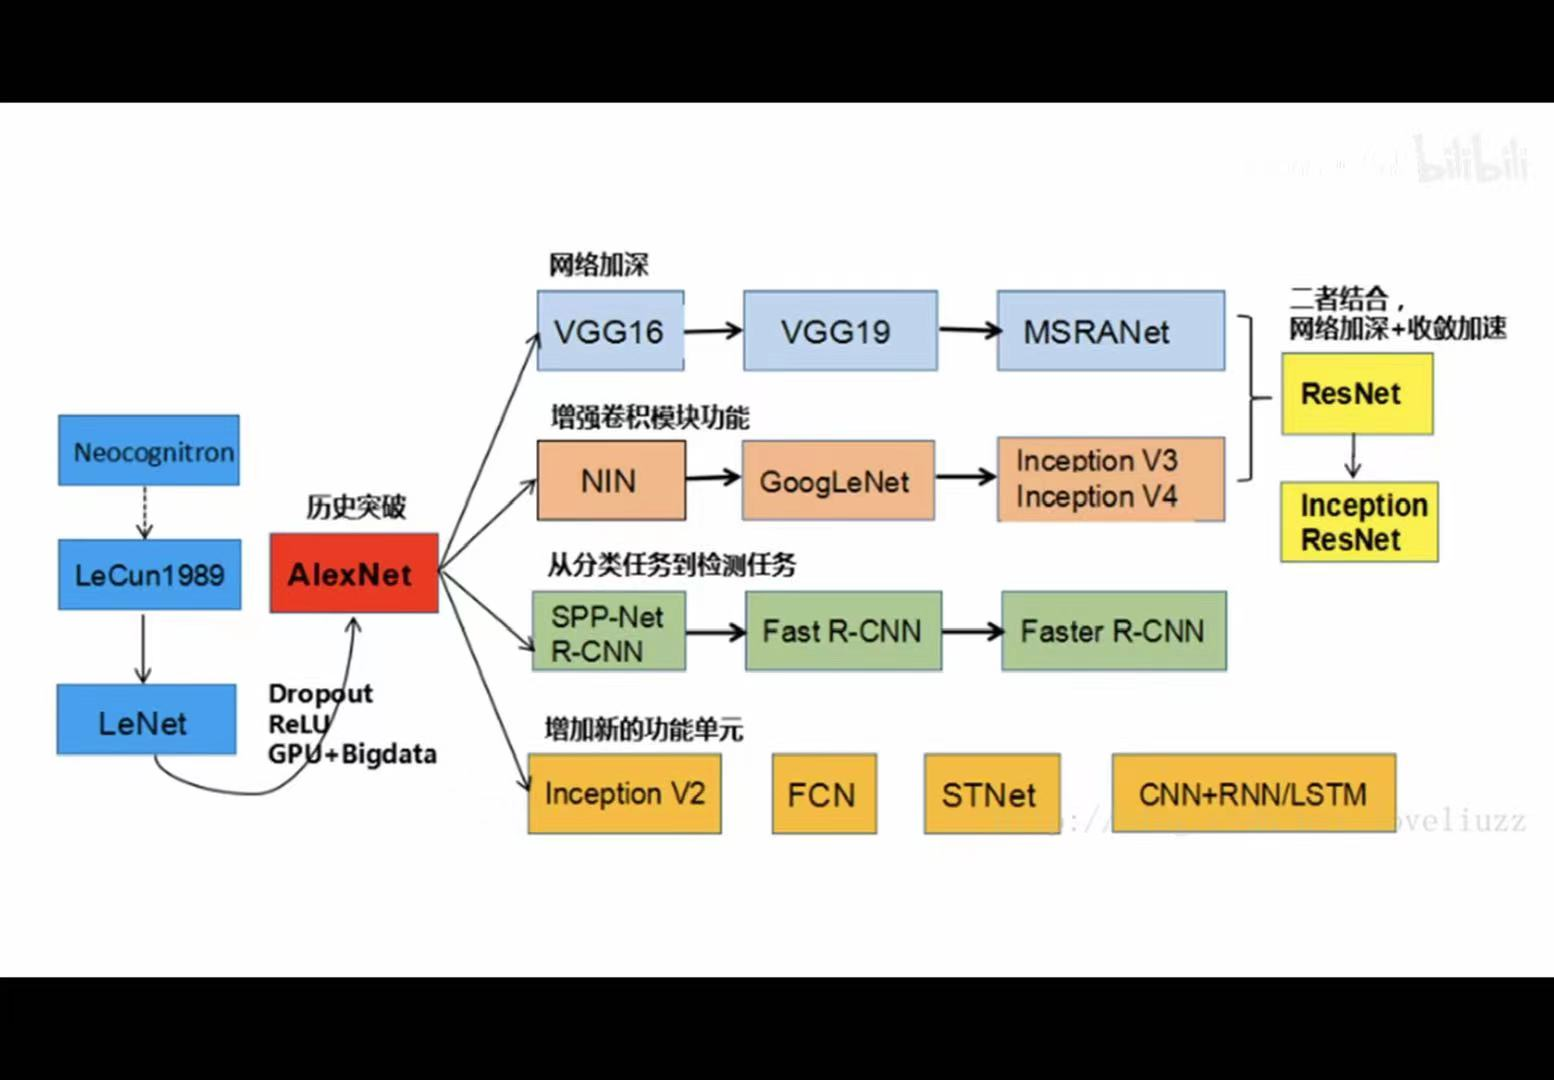 bilibili
网络加深
VGG16
VGG19
MSRANet
二者结合，
网络加深+收敛加速
ResNet
增强卷积模块功能
NIN
GoogLeNet
Inception V3
Inception V4
Inception
ResNet
Neocognitron
LeCun1989
LeNet
历史突破
AlexNet
Dropout
ReLU
GPU+Bigdata
从分类任务到检测任务
SPP-Net
R-CNN
Fast R-CNN
Faster R-CNN
增加新的功能单元
Inception V2
FCN
STNet
CNN+RNN/LSTM